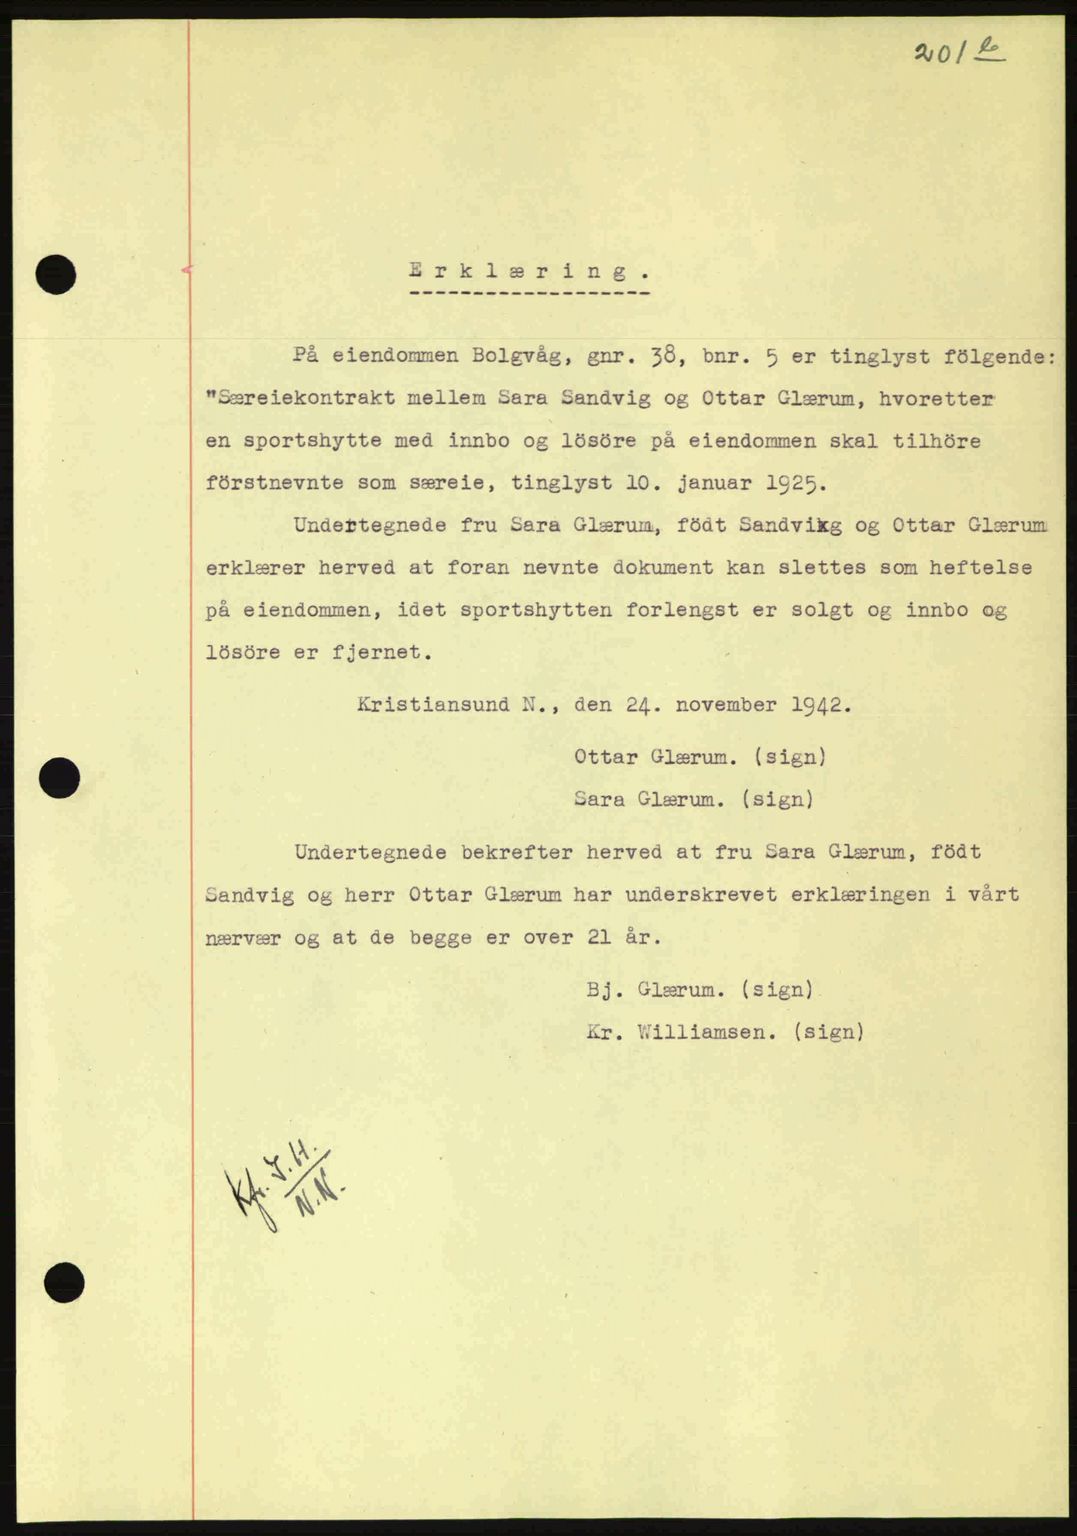 201 b
Erklæring.
På eiendommen Bolgvåg, gnr. 38, bnr. 5 er tinglyst fölgende:
"Særeiekontrakt mellem Sara Sandvig og Ottar Glærum, hvoretter
en sportshytte med innbo og lösöre på eiendommen skal tilhöre
förstnevnte som særeie, tinglyst 10. januar 1925.
Undertegnede fru Sara Glærum, födt Sandvig og Ottar Glærum
erklærer herved at foran nevnte dokument kan slettes som heftelse
på eiendommen, idet sportshytten forlengst er solgt og innbo og
lösöre er fjernet.
Kristiansund N., den 24. november 1942.
Ottar Glærum. (sign)
Sara Glærum. (sign)
Undertegnede bekrefter herved at fru Sara Glærum, födt
Sandvig og herr Ottar Glærum har underskrevet erklæringen i vårt
nærvær og at de begge er over 21 år.
Bj. Glærum. (sign)
Kr. Williamsen. (sign)
Kfr. J.H.
N.N.